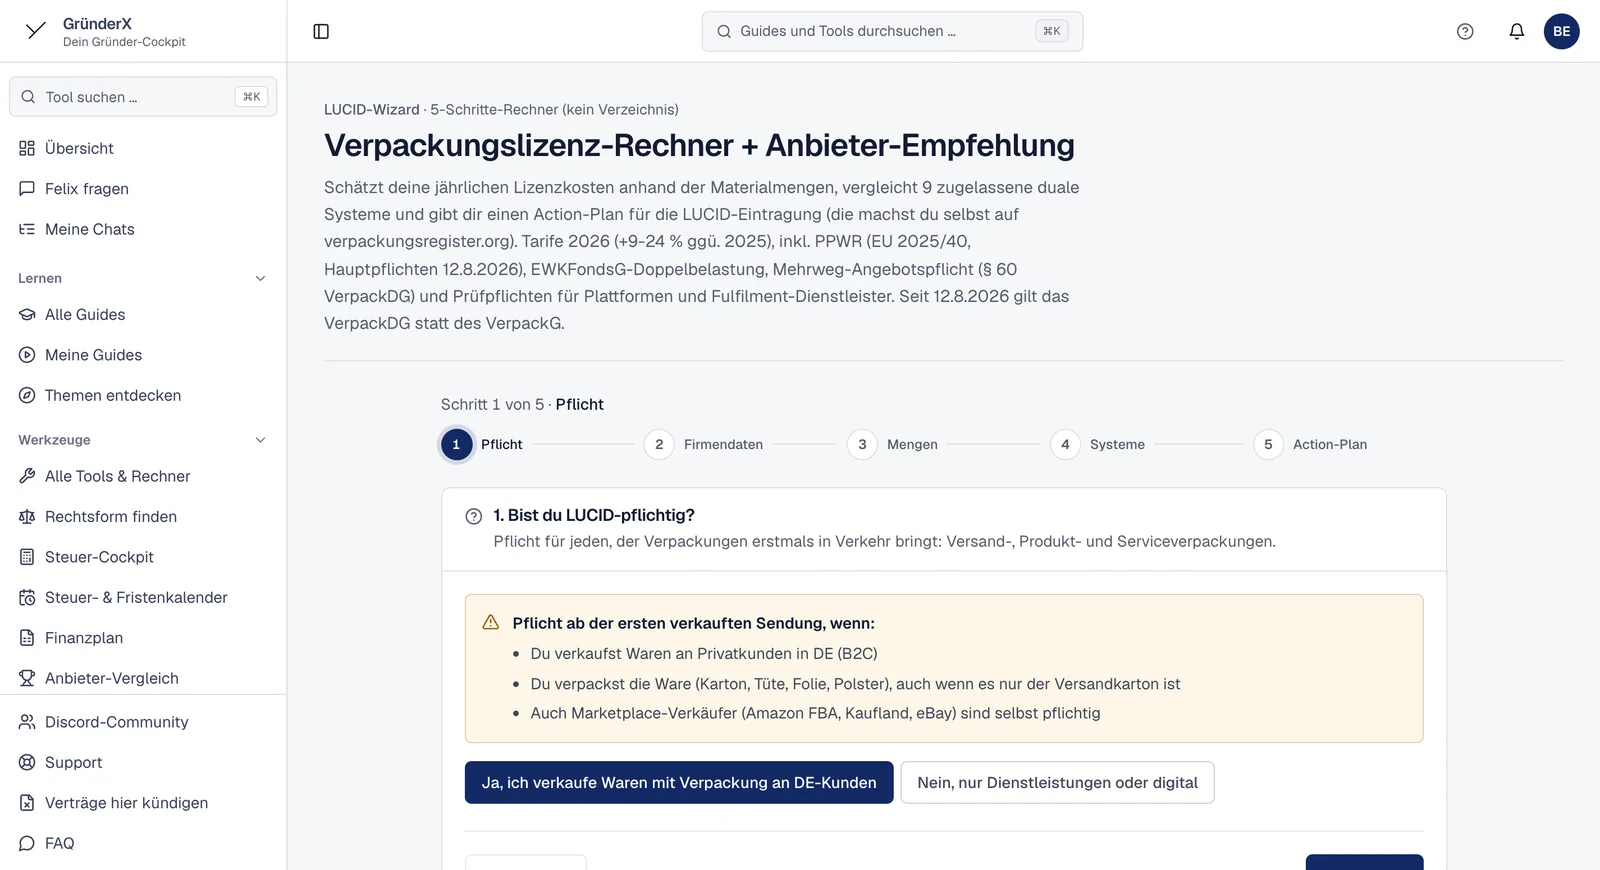 GründerX
Dein Gründer-Cockpit
Guides und Tools durchsuchen …
⌘K
BE
Tool suchen …
⌘K
Übersicht
Felix fragen
Meine Chats
Lernen
Alle Guides
Meine Guides
Themen entdecken
Werkzeuge
Alle Tools & Rechner
Rechtsform finden
Steuer-Cockpit
Steuer- & Fristenkalender
Finanzplan
Anbieter-Vergleich
Discord-Community
Support
Verträge hier kündigen
FAQ
LUCID-Wizard · 5-Schritte-Rechner (kein Verzeichnis)
Verpackungslizenz-Rechner + Anbieter-Empfehlung
Schätzt deine jährlichen Lizenzkosten anhand der Materialmengen, vergleicht 9 zugelassene duale
Systeme und gibt dir einen Action-Plan für die LUCID-Eintragung (die machst du selbst auf
verpackungsregister.org). Tarife 2026 (+9-24 % ggü. 2025), inkl. PPWR (EU 2025/40,
Hauptpflichten 12.8.2026), EWKFondsG-Doppelbelastung, Mehrweg-Angebotspflicht (§ 60
VerpackDG) und Prüfpflichten für Plattformen und Fulfilment-Dienstleister. Seit 12.8.2026 gilt das
VerpackDG statt des VerpackG.
Schritt 1 von 5 · Pflicht
1 Pflicht 2 Firmendaten 3 Mengen 4 Systeme 5 Action-Plan
1. Bist du LUCID-pflichtig?
Pflicht für jeden, der Verpackungen erstmals in Verkehr bringt: Versand-, Produkt- und Serviceverpackungen.
Pflicht ab der ersten verkauften Sendung, wenn:
• Du verkaufst Waren an Privatkunden in DE (B2C)
• Du verpackst die Ware (Karton, Tüte, Folie, Polster), auch wenn es nur der Versandkarton ist
• Auch Marketplace-Verkäufer (Amazon FBA, Kaufland, eBay) sind selbst pflichtig
Ja, ich verkaufe Waren mit Verpackung an DE-Kunden
Nein, nur Dienstleistungen oder digital